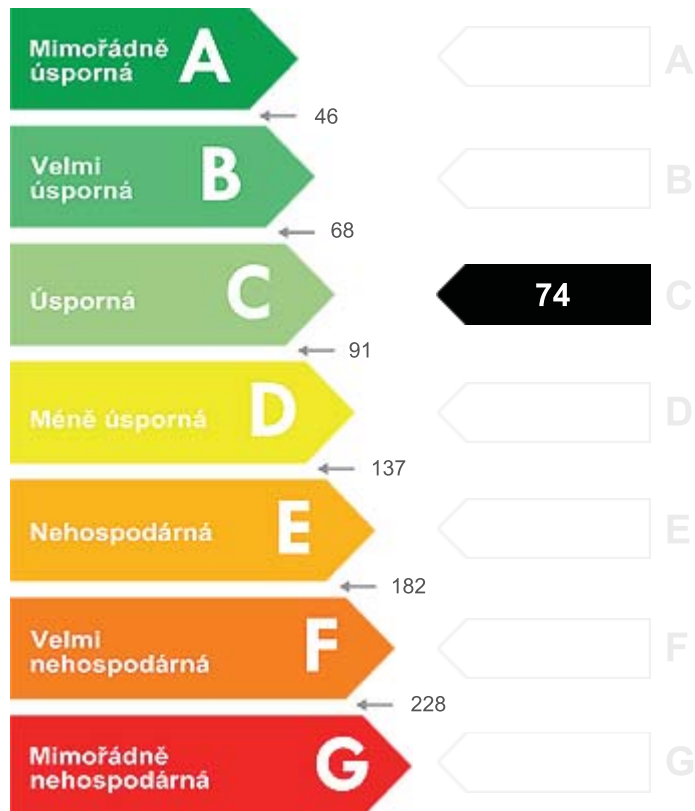 Mimořádně
úsporná
A
A
46
Velmi
úsporná
B
B
68
Úsporná
C
74
C
91
Méně úsporná
D
D
137
Nehospodárná
E
E
182
Velmi
nehospodárná
F
F
228
Mimořádně
nehospodárná
G
G